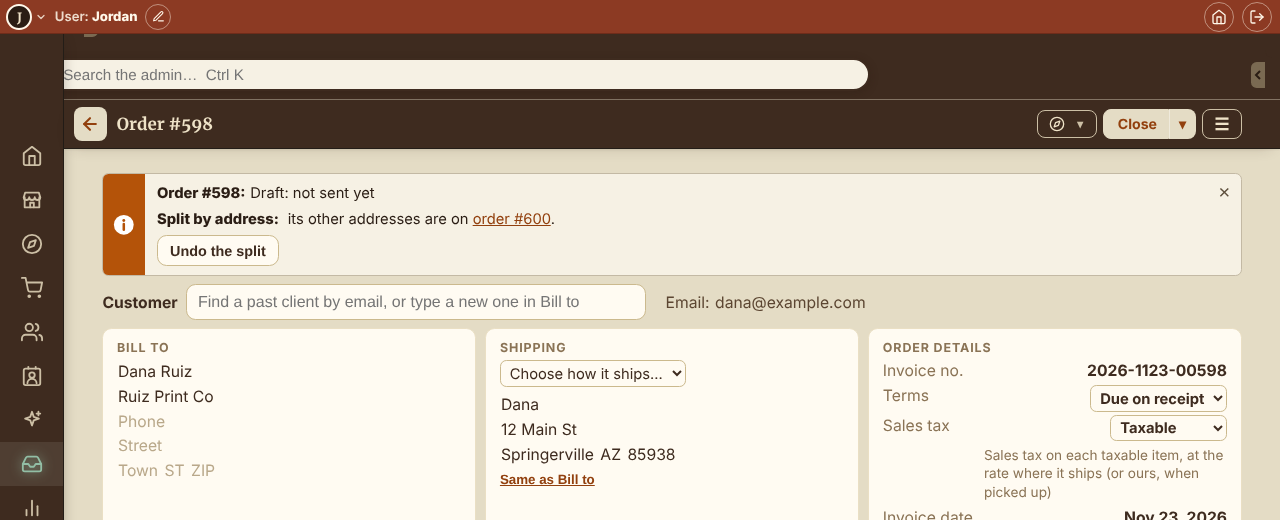 J User: Jordan
Search the admin… Ctrl K
Order #598
Close
Order #598: Draft: not sent yet
Split by address: its other addresses are on order #600.
Undo the split
Customer Find a past client by email, or type a new one in Bill to Email: dana@example.com
BILL TO
Dana Ruiz
Ruiz Print Co
Phone
Street
Town ST ZIP
SHIPPING
Choose how it ships...
Dana
12 Main St
Springerville AZ 85938
Same as Bill to
ORDER DETAILS
Invoice no. 2026-1123-00598
Terms Due on receipt
Sales tax Taxable
Sales tax on each taxable item, at the
rate where it ships (or ours, when
picked up)
Invoice date Nov 23, 2026